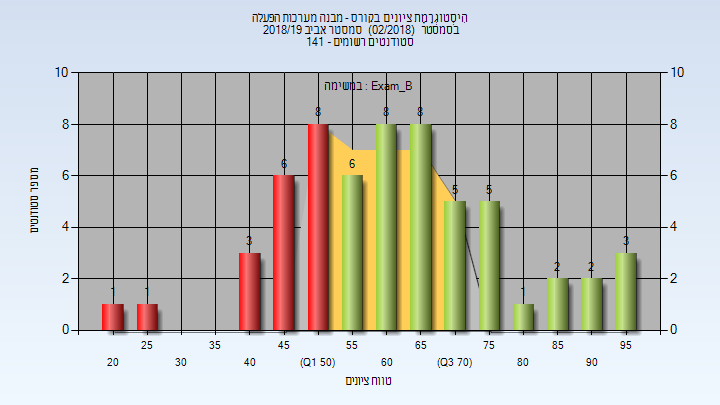 היסטוגרמת ציונים בקורס - מבנה מערכות הפעלה
בסמסטר (02/2018) סמסטר אביב 2018/19
סטודנטים רשומים - 141
במשימה : Exam_B
10 10
8 8
6 6
4 4
2 2
0 0
1 1 3 6 8 6 8 8 5 5 1 2 2 3
מספר סטודנטים
25 35 45 55 65 75 85 95
20 30 40 (Q1 50) 60 (Q3 70) 80 90
טווח ציונים